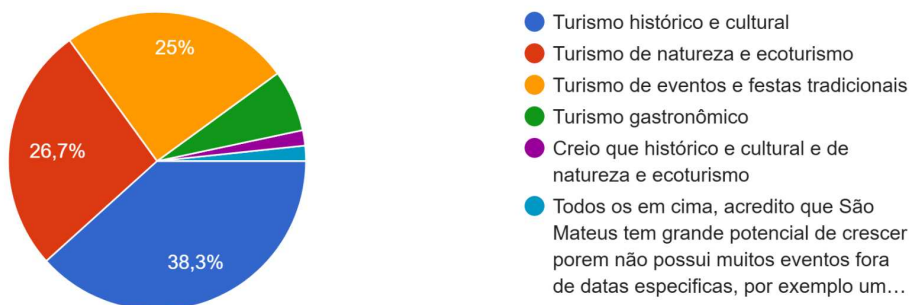 25%
26,7%
38,3%
Turismo histórico e cultural
Turismo de natureza e ecoturismo
Turismo de eventos e festas tradicionais
Turismo gastronômico
Creio que histórico e cultural e de
natureza e ecoturismo
Todos os em cima, acredito que São
Mateus tem grande potencial de crescer
porem não possui muitos eventos fora
de datas especificas, por exemplo um…